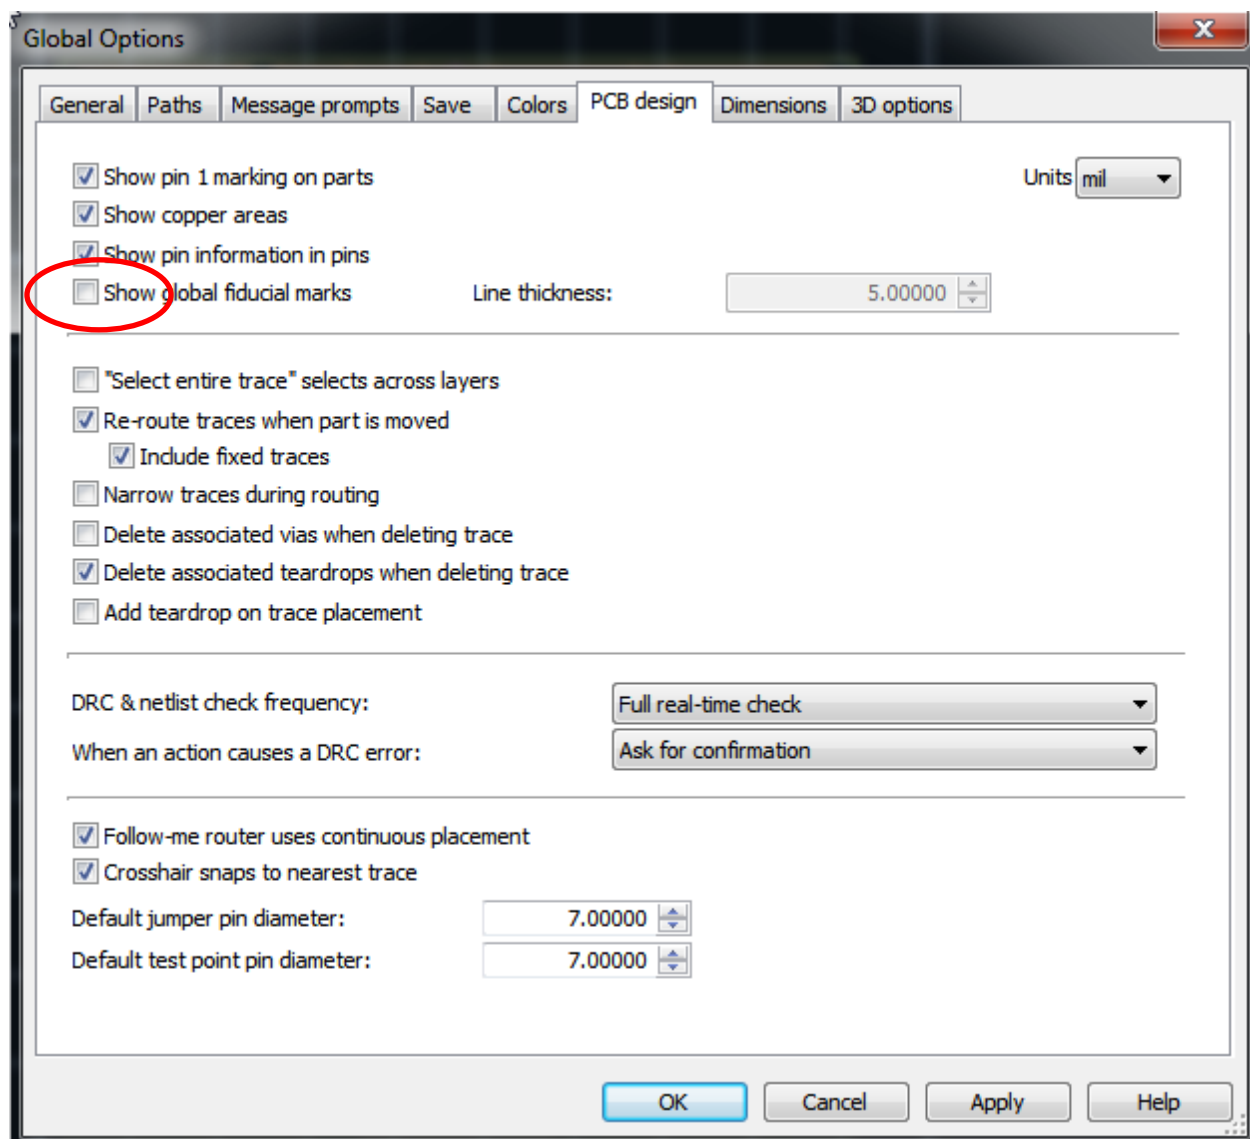 Global Options
General Paths Message prompts Save Colors PCB design Dimensions 3D options
Show pin 1 marking on parts Units mil
Show copper areas
Show pin information in pins
Show global fiducial marks Line thickness: 5.00000
"Select entire trace" selects across layers
Re-route traces when part is moved
Include fixed traces
Narrow traces during routing
Delete associated vias when deleting trace
Delete associated teardrops when deleting trace
Add teardrop on trace placement
DRC & netlist check frequency: Full real-time check
When an action causes a DRC error: Ask for confirmation
Follow-me router uses continuous placement
Crosshair snaps to nearest trace
Default jumper pin diameter: 7.00000
Default test point pin diameter: 7.00000
OK Cancel Apply Help